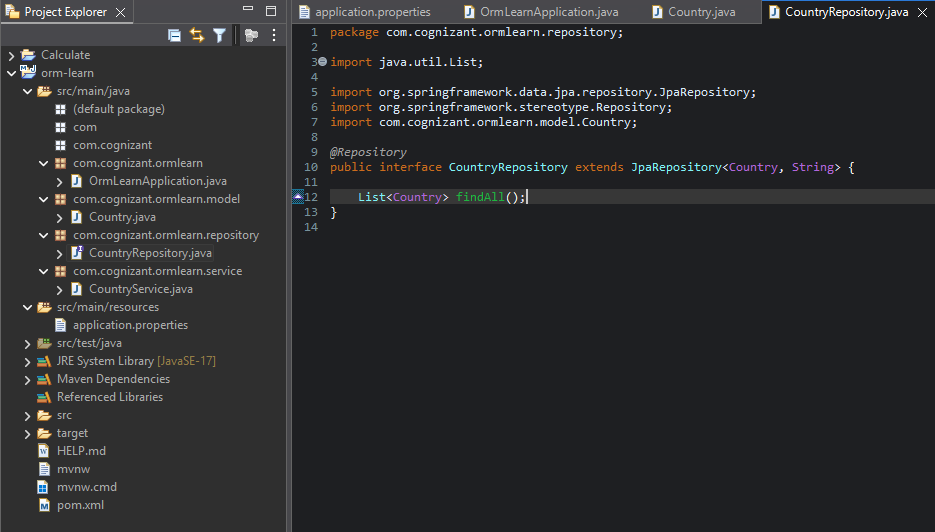 Project Explorer
Calculate
orm-learn
src/main/java
(default package)
com
com.cognizant
com.cognizant.ormlearn
OrmLearnApplication.java
com.cognizant.ormlearn.model
Country.java
com.cognizant.ormlearn.repository
CountryRepository.java
com.cognizant.ormlearn.service
CountryService.java
src/main/resources
application.properties
src/test/java
JRE System Library [JavaSE-17]
Maven Dependencies
Referenced Libraries
src
target
HELP.md
mvnw
mvnw.cmd
pom.xml
application.properties OrmLearnApplication.java Country.java CountryRepository.java
1 package com.cognizant.ormlearn.repository;
2
3 import java.util.List;
4
5 import org.springframework.data.jpa.repository.JpaRepository;
6 import org.springframework.stereotype.Repository;
7 import com.cognizant.ormlearn.model.Country;
8
9 @Repository
10 public interface CountryRepository extends JpaRepository<Country, String> {
11
12 List<Country> findAll();
13 }
14